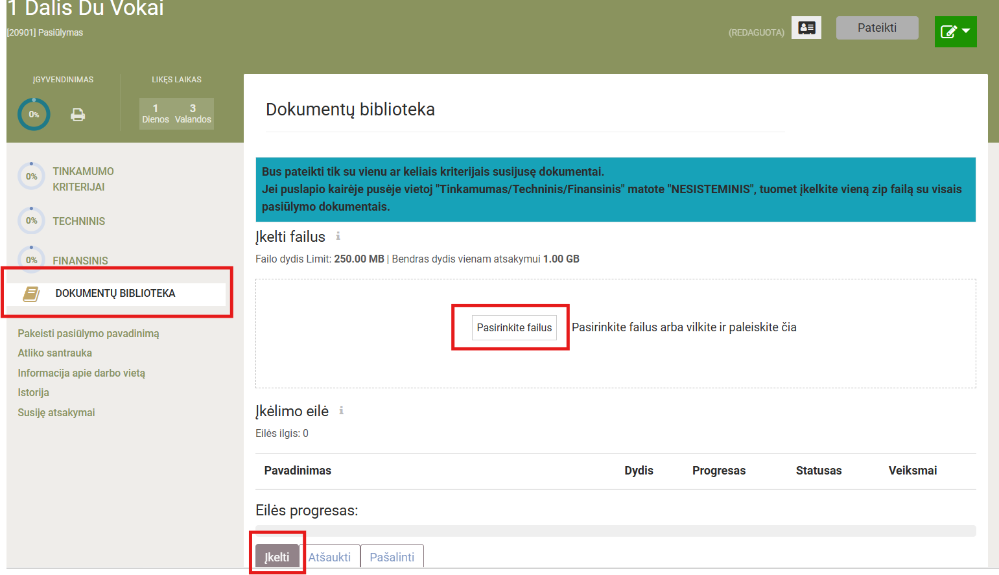 1 Dalis Du Vokai
[20901] Pasiūlymas
(REDAGUOTA)
Pateikti
ĮGYVENDINIMAS
LIKĘS LAIKAS
0%
1 3
Dienos Valandos
0% TINKAMUMO
KRITERIJAI
0% TECHNINIS
0% FINANSINIS
DOKUMENTŲ BIBLIOTEKA
Pakeisti pasiūlymo pavadinimą
Atliko santrauka
Informacija apie darbo vietą
Istorija
Susiję atsakymai
Dokumentų biblioteka
Bus pateikti tik su vienu ar keliais kriterijais susijusę dokumentai.
Jei puslapio kairėje pusėje vietoj "Tinkamumas/Techninis/Finansinis" matote "NESISTEMINIS", tuomet įkelkite vieną zip failą su visais
pasiūlymo dokumentais.
Įkelti failus
Failo dydis Limit: 250.00 MB | Bendras dydis vienam atsakymui 1.00 GB
Pasirinkite failus Pasirinkite failus arba vilkite ir paleiskite čia
Įkėlimo eilė
Eilės ilgis: 0
Pavadinimas Dydis Progresas Statusas Veiksmai
Eilės progresas:
Įkelti Atšaukti Pašalinti